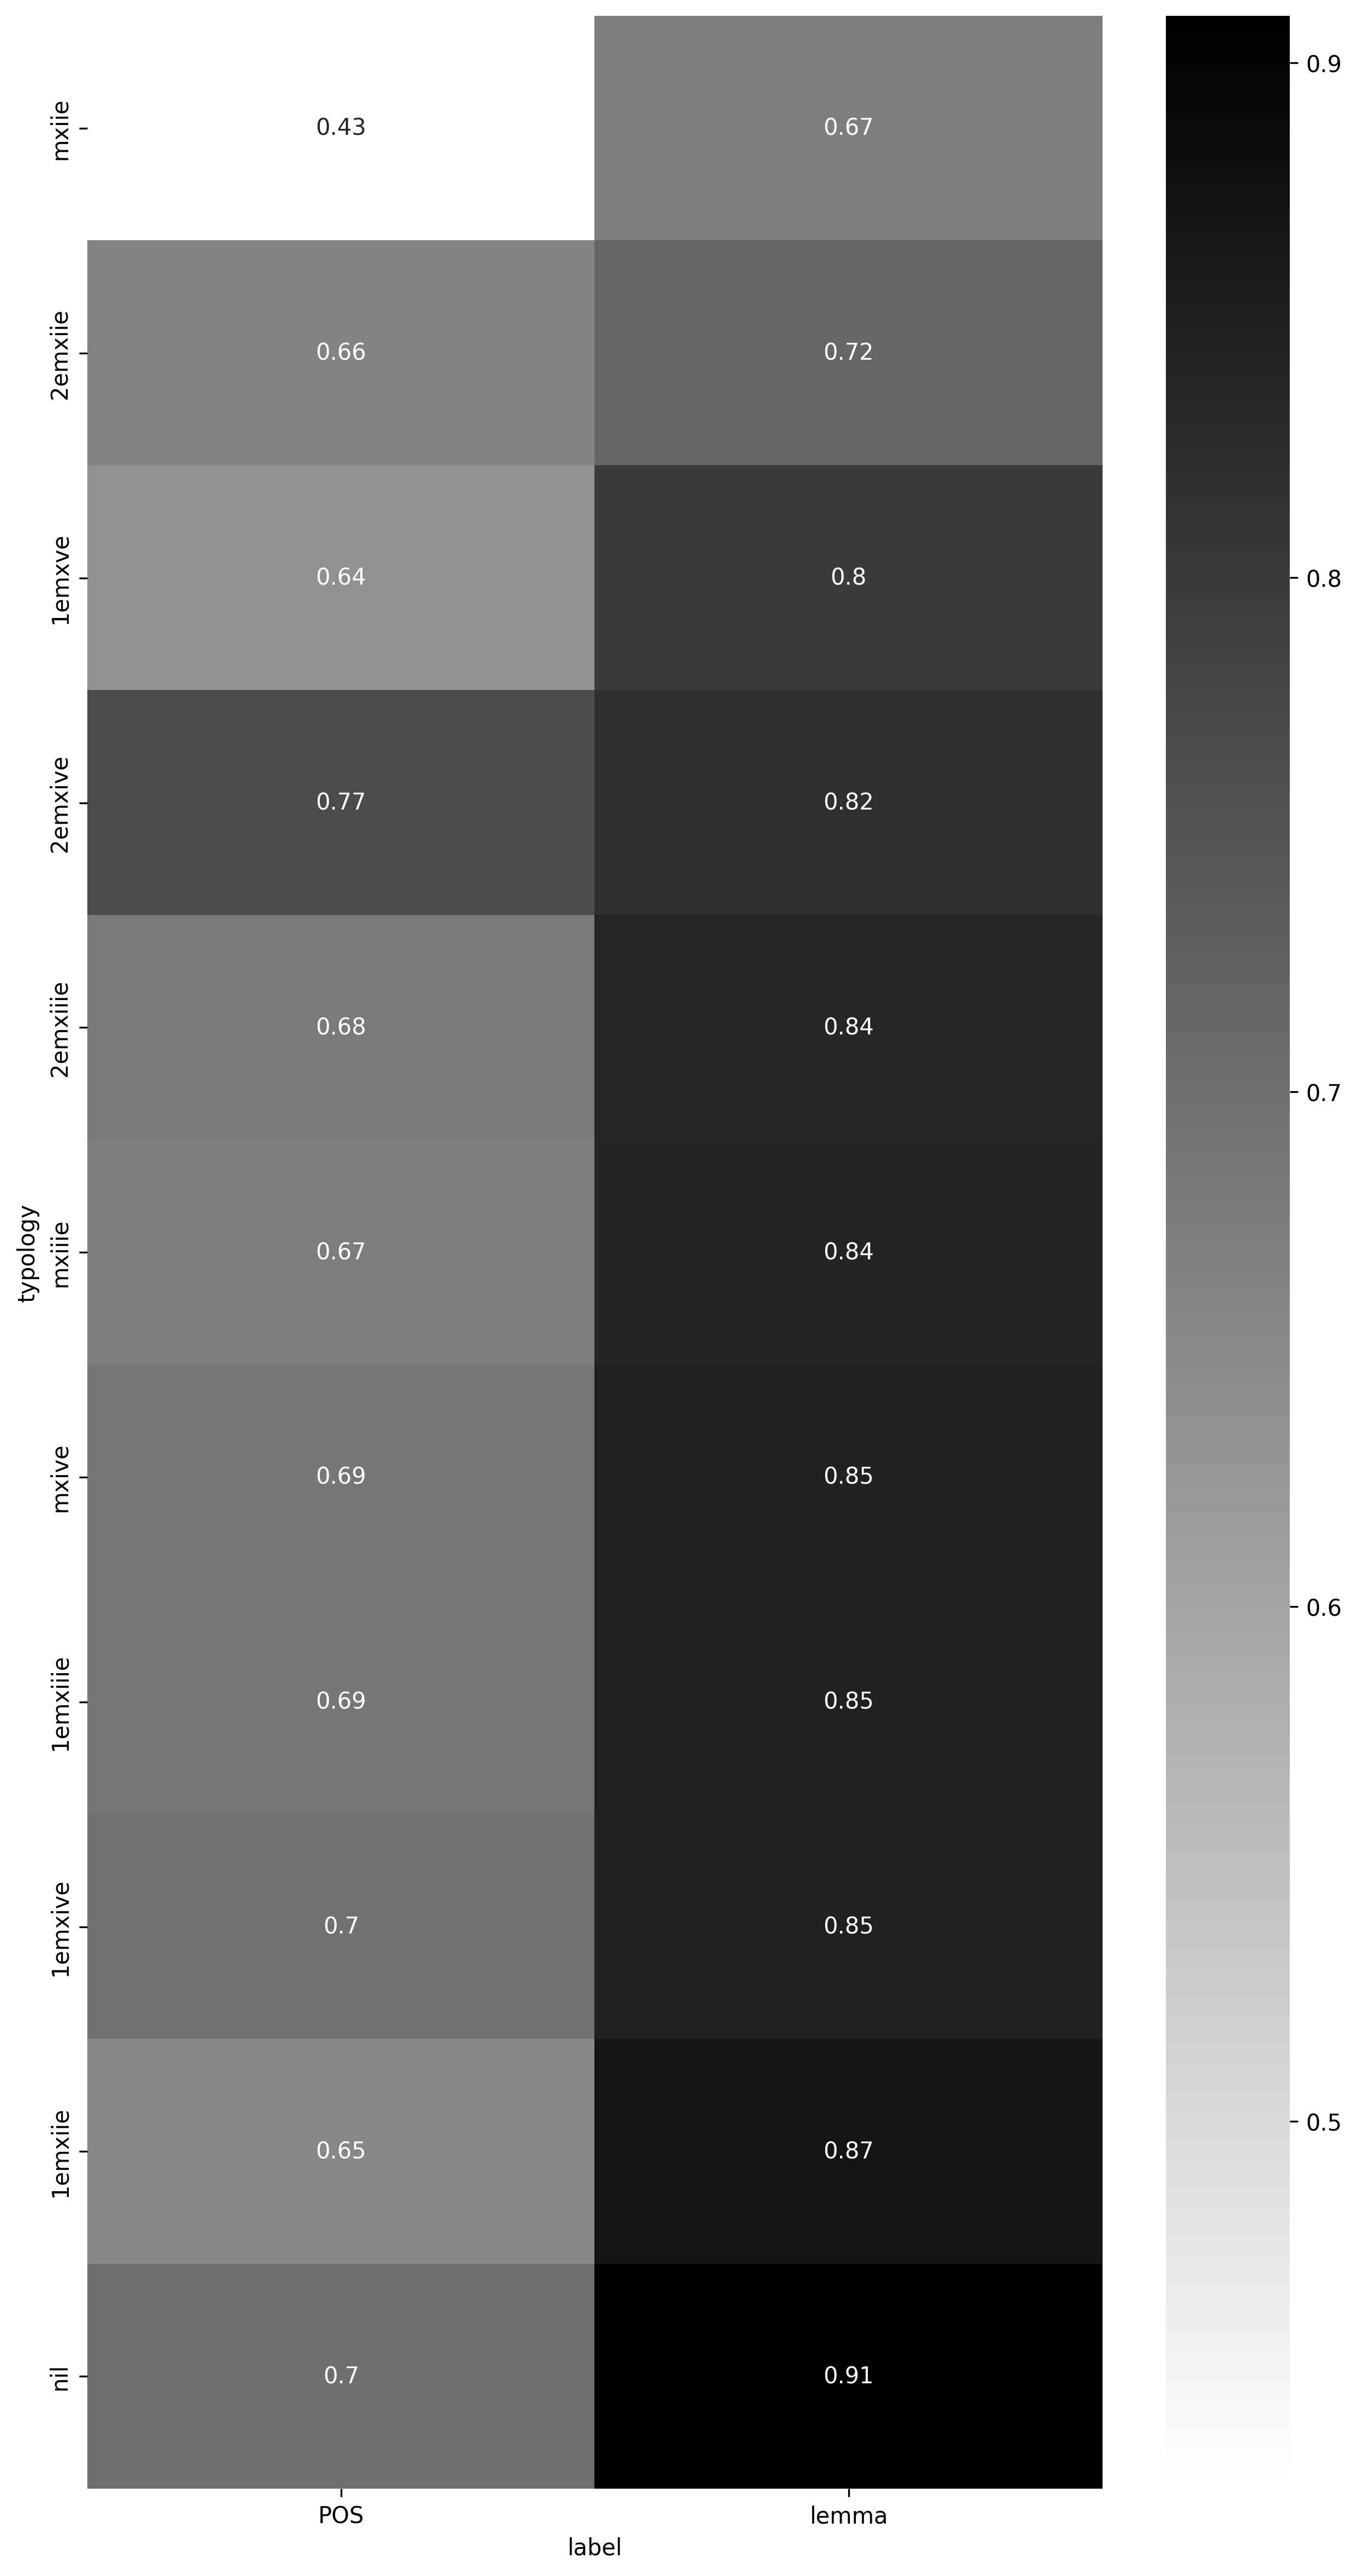 mxiie 0.43 0.67
2emxiie 0.66 0.72
1emxve 0.64 0.8
2emxive 0.77 0.82
2emxiiie 0.68 0.84
mxiiie 0.67 0.84
mxive 0.69 0.85
1emxiiie 0.69 0.85
1emxive 0.7 0.85
1emxiie 0.65 0.87
nil 0.7 0.91
typology
POS lemma
label
0.9
0.8
0.7
0.6
0.5